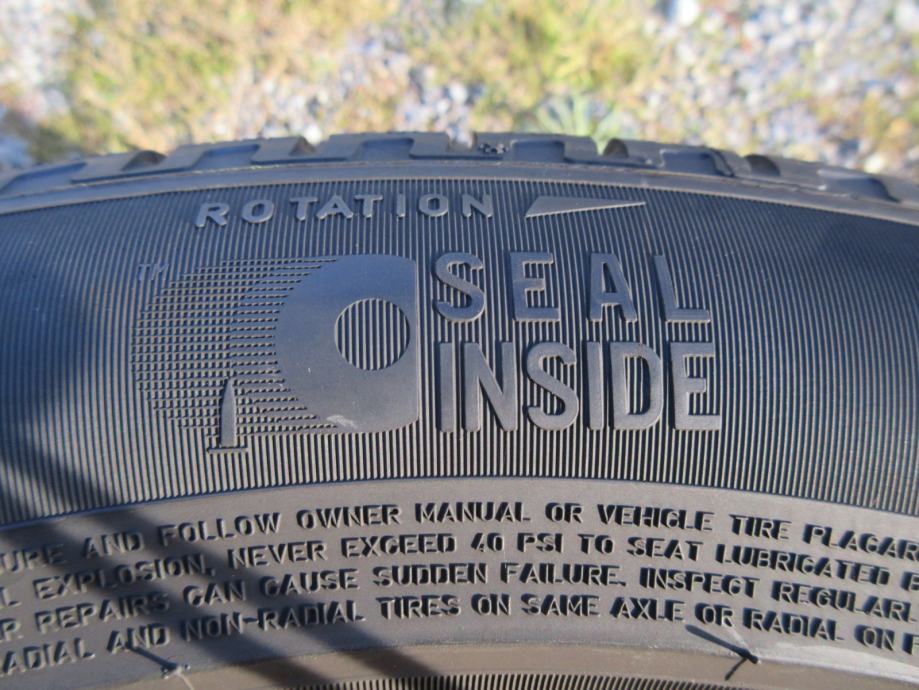 ROTATION
TM
SEAL
INSIDE
AND FOLLOW OWNER MANUAL OR VEHICLE TIRE
EXPLOSION, NEVER EXCEED 40 PSI TO SEAT LUBRICATED
REPAIRS CAN CAUSE SUDDEN FAILURE. INSPECT
AND NON-RADIAL TIRES ON SAME AXLE OR RADIAL ON